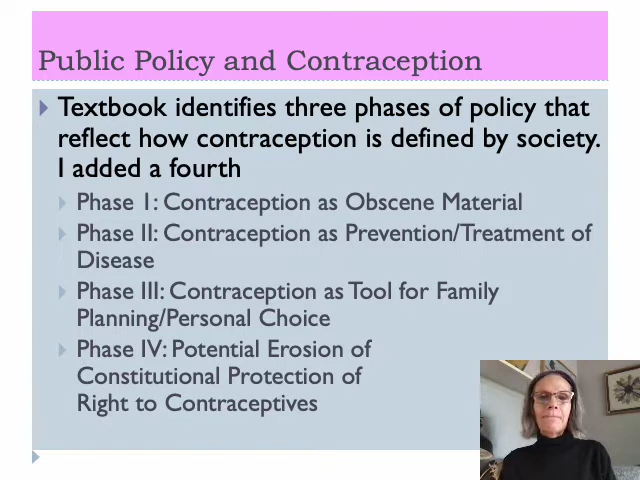 Public Policy and Contraception
Textbook identifies three phases of policy that
reflect how contraception is defined by society.
I added a fourth
Phase 1: Contraception as Obscene Material
Phase II: Contraception as Prevention/Treatment of
Disease
Phase III: Contraception as Tool for Family
Planning/Personal Choice
Phase IV: Potential Erosion of
Constitutional Protection of
Right to Contraceptives